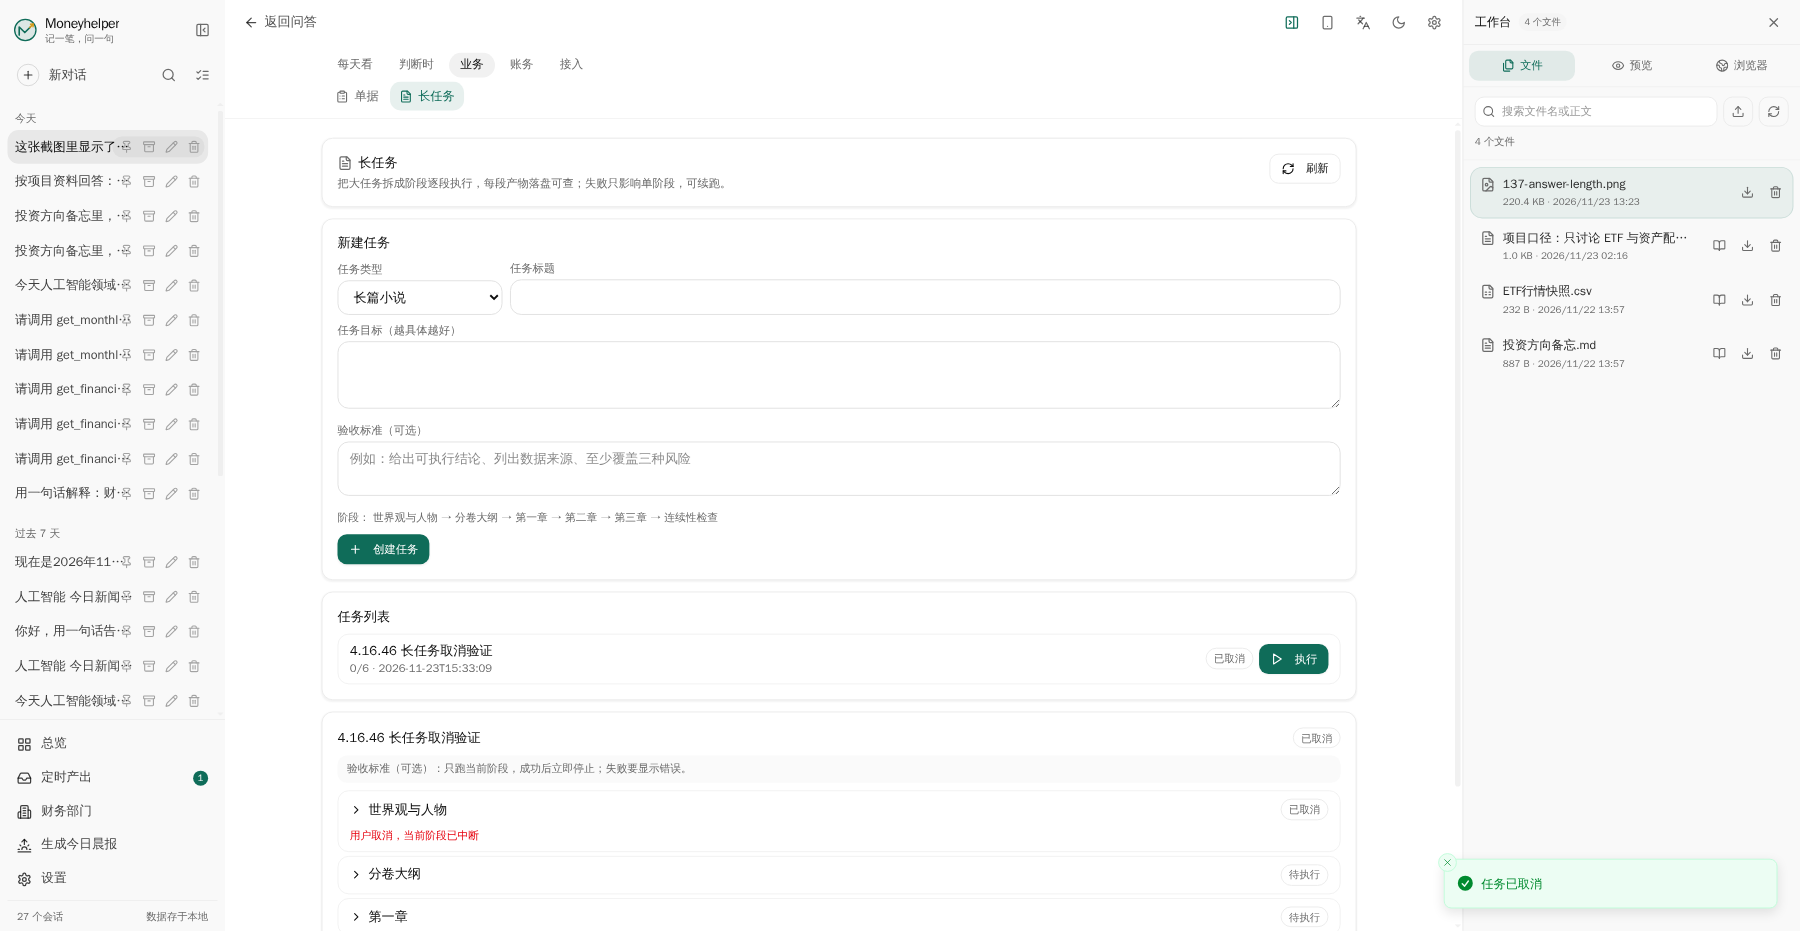 Moneyhelper
记一笔，问一句
新对话
今天
这张截图里显示了…
按项目资料回答：
投资方向备忘里，
投资方向备忘里，
今天人工智能领域…
请调用 get_monthl…
请调用 get_monthl…
请调用 get_financi…
请调用 get_financi…
请调用 get_financi…
用一句话解释：财…
过去 7 天
现在是2026年11…
人工智能 今日新闻…
你好，用一句话告…
人工智能 今日新闻…
今天人工智能领域…
总览
定时产出
1
财务部门
生成今日晨报
设置
27 个会话
数据存于本地
返回问答
每天看
判断时
业务
账务
接入
单据
长任务
长任务
把大任务拆成阶段逐段执行，每段产物落盘可查；失败只影响单阶段，可续跑。
刷新
新建任务
任务类型
任务标题
长篇小说
任务目标（越具体越好）
验收标准（可选）
例如：给出可执行结论、列出数据来源、至少覆盖三种风险
阶段： 世界观与人物 → 分卷大纲 → 第一章 → 第二章 → 第三章 → 连续性检查
创建任务
任务列表
4.16.46 长任务取消验证
0/6 · 2026-11-23T15:33:09
已取消
执行
4.16.46 长任务取消验证
已取消
验收标准（可选）：只跑当前阶段，成功后立即停止；失败要显示错误。
世界观与人物
已取消
用户取消，当前阶段已中断
分卷大纲
待执行
第一章
待执行
工作台
4 个文件
文件
预览
浏览器
搜索文件名或正文
4 个文件
137-answer-length.png
220.4 KB · 2026/11/23 13:23
项目口径：只讨论 ETF 与资产配…
1.0 KB · 2026/11/23 02:16
ETF行情快照.csv
232 B · 2026/11/22 13:57
投资方向备忘.md
887 B · 2026/11/22 13:57
任务已取消